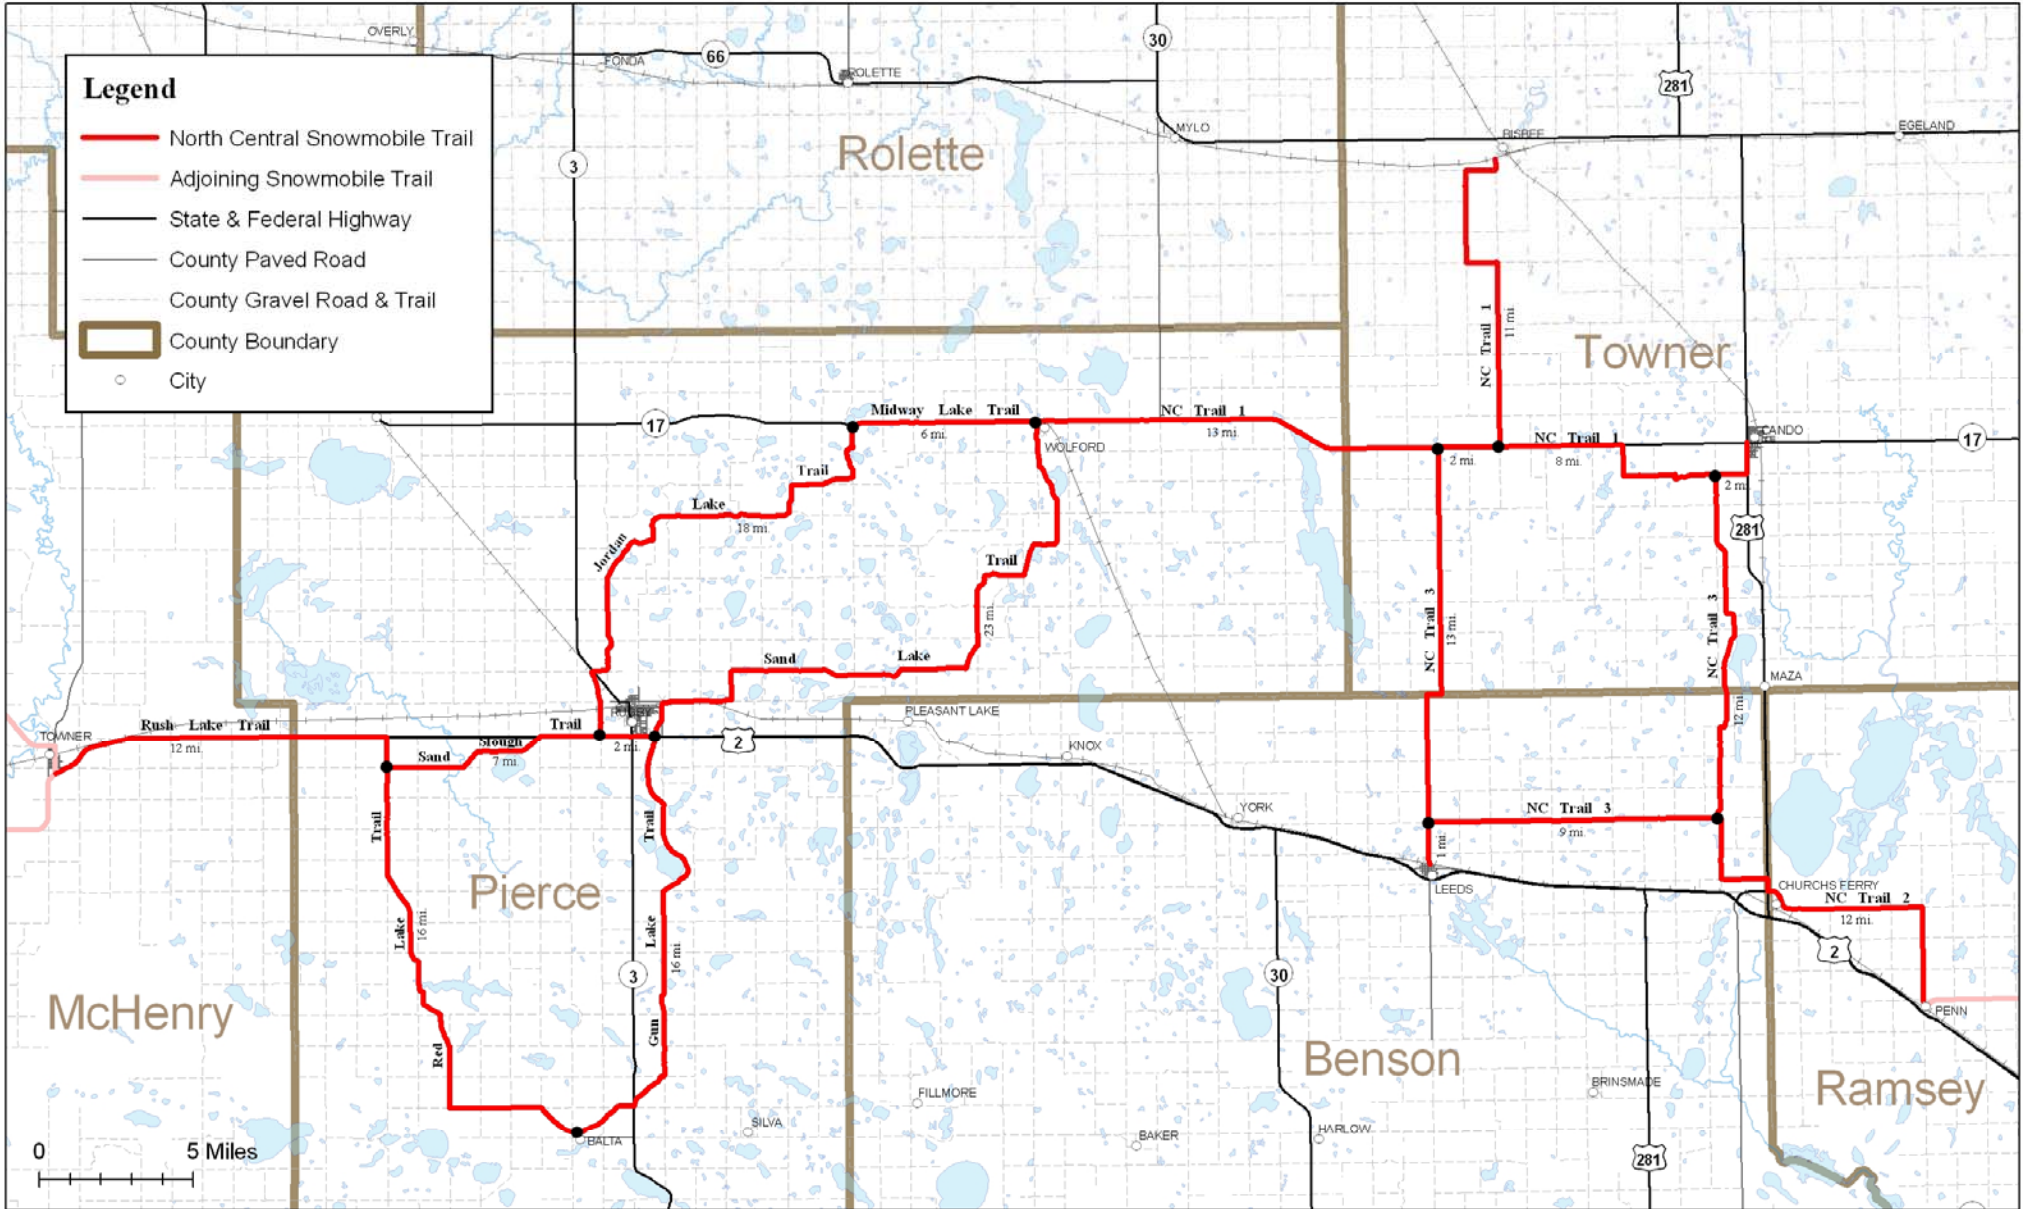 OVERLY
FONDA
66
ROLETTE
30
281
MYLO
BISBEE
EGELAND
Legend
North Central Snowmobile Trail
Adjoining Snowmobile Trail
State & Federal Highway
County Paved Road
County Gravel Road & Trail
County Boundary
City
3
Rolette
NC Trail 1
11 mi.
Towner
17
Midway Lake Trail
6 mi.
WOLFORD
NC Trail 1
13 mi.
2 mi.
NC Trail 1
8 mi.
CANDO
17
2 mi.
281
Jordan Lake Trail
18 mi.
Sand Lake Trail
23 mi.
NC Trail 3
13 mi.
NC Trail 3
12 mi.
MAZA
TOWNER
Rush Lake Trail
12 mi.
Sand Slough Trail
7 mi.
RUGBY
2 mi.
2
PLEASANT LAKE
KNOX
YORK
NC Trail 3
9 mi.
1 mi.
LEEDS
CHURCHS FERRY
NC Trail 2
12 mi.
2
PENN
Red Lake Trail
16 mi.
Pierce
Gun Lake Trail
16 mi.
3
30
McHenry
Benson
Ramsey
BRINSMADE
FILLMORE
SILVA
BALTA
BAKER
HARLOW
281
0 5 Miles